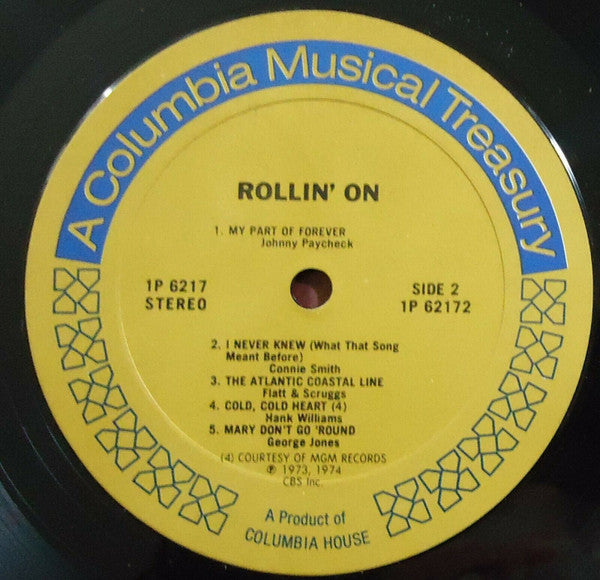 A Columbia Musical Treasury
ROLLIN' ON
1. MY PART OF FOREVER
Johnny Paycheck
1P 6217
STEREO
SIDE 2
1P 62172
2. I NEVER KNEW (What That Song
Meant Before)
Connie Smith
3. THE ATLANTIC COASTAL LINE
Flatt & Scruggs
4. COLD, COLD HEART (4)
Hank Williams
5. MARY DON'T GO 'ROUND
George Jones
(4) COURTESY OF MGM RECORDS
℗ 1973, 1974
CBS Inc.
A Product of
COLUMBIA HOUSE